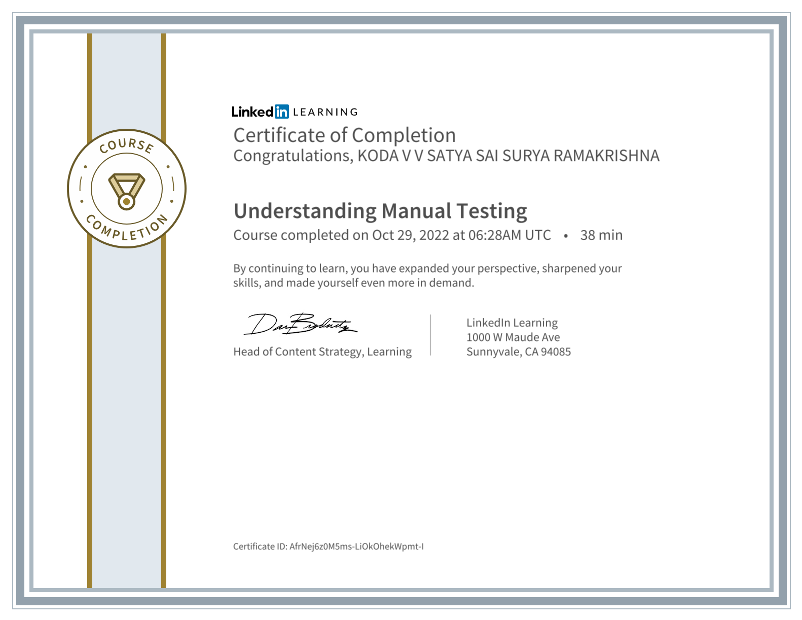 COURSE
COMPLETION
Linked in LEARNING
Certificate of Completion
Congratulations, KODA V V SATYA SAI SURYA RAMAKRISHNA
Understanding Manual Testing
Course completed on Oct 29, 2022 at 06:28AM UTC • 38 min
By continuing to learn, you have expanded your perspective, sharpened your
skills, and made yourself even more in demand.
Head of Content Strategy, Learning
LinkedIn Learning
1000 W Maude Ave
Sunnyvale, CA 94085
Certificate ID: AfrNej6z0M5ms-LiOkOhekWpmt-I